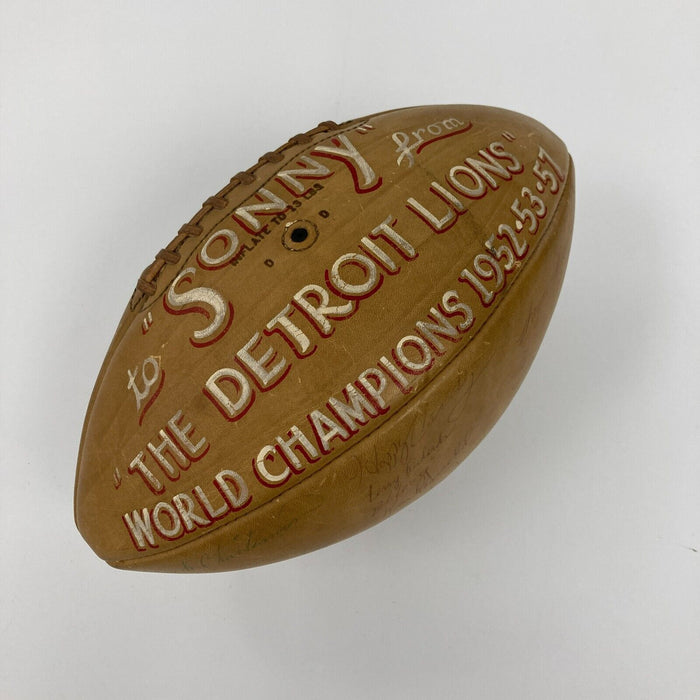 to "SONNY" from
INFLATE TO 13 LBS
D D
"THE DETROIT LIONS"
WORLD CHAMPIONS 1952·53·57